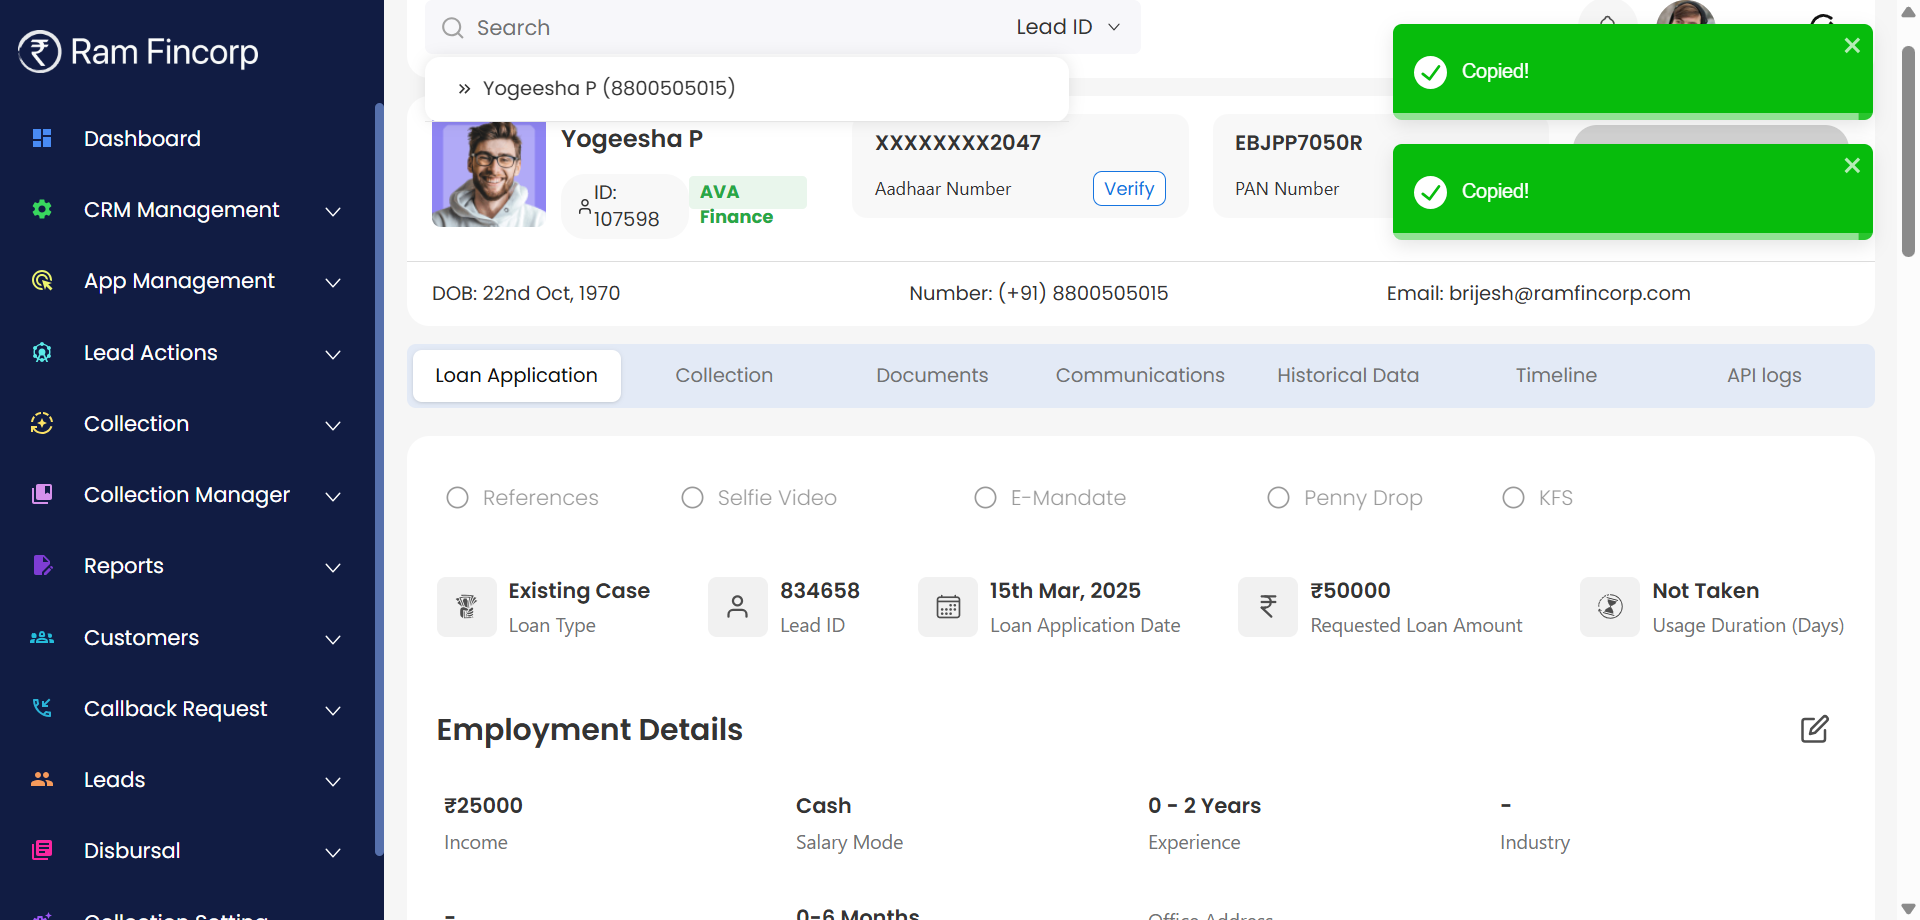 Ram Fincorp
Dashboard
CRM Management
App Management
Lead Actions
Collection
Collection Manager
Reports
Customers
Callback Request
Leads
Disbursal
Collection Setting
Search
Lead ID
» Yogeesha P (8800505015)
Copied!
Copied!
Yogeesha P
ID:
107598
AVA
Finance
XXXXXXXX2047
Aadhaar Number
Verify
EBJPP7050R
PAN Number
DOB: 22nd Oct, 1970
Number: (+91) 8800505015
Email: brijesh@ramfincorp.com
Loan Application
Collection
Documents
Communications
Historical Data
Timeline
API logs
References
Selfie Video
E-Mandate
Penny Drop
KFS
Existing Case
Loan Type
834658
Lead ID
15th Mar, 2025
Loan Application Date
₹50000
Requested Loan Amount
Not Taken
Usage Duration (Days)
Employment Details
₹25000
Income
Cash
Salary Mode
0 - 2 Years
Experience
-
Industry
-
0-6 Months
Office Address